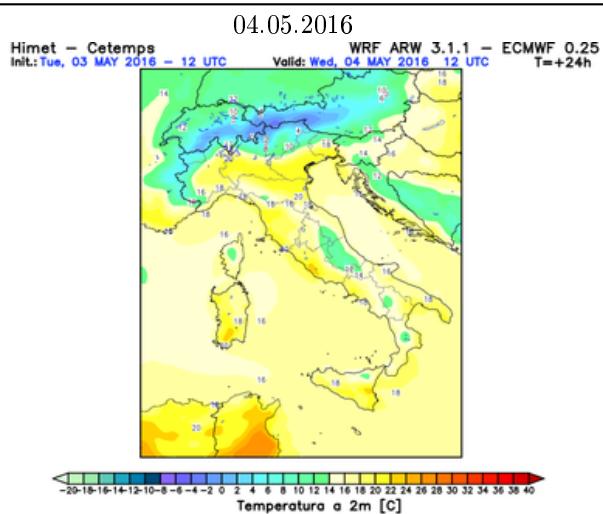 04.05.2016
Himet – Cetemps WRF ARW 3.1.1 – ECMWF 0.25
Init.: Tue, 03 MAY 2016 – 12 UTC Valid: Wed, 04 MAY 2016 12 UTC T=+24h
-20-18-16-14-12-10-8 -6 -4 -2 0 2 4 6 8 10 12 14 16 18 20 22 24 26 28 30 32 34 36 38 40
Temperatura a 2m [C]